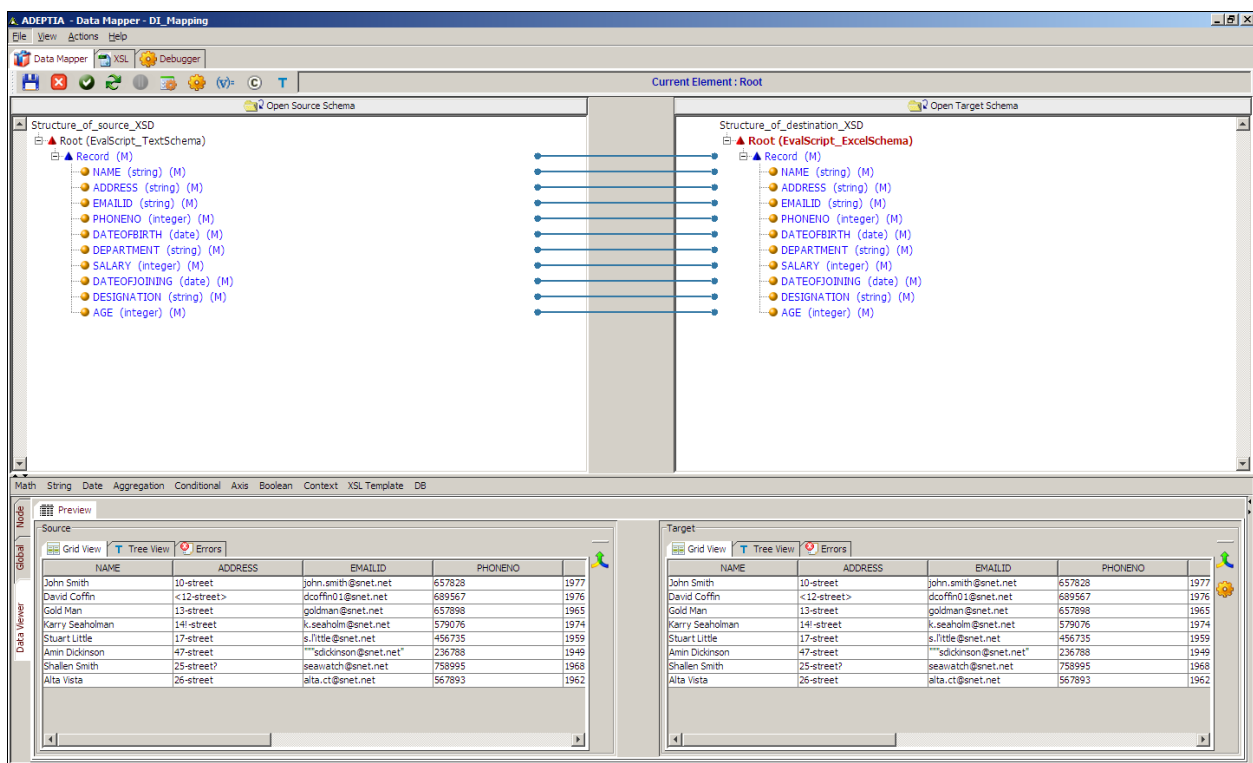 ADEPTIA - Data Mapper - DI_Mapping
File View Actions Help
Data Mapper XSL Debugger
(∇)= © T Current Element : Root
Open Source Schema Open Target Schema
Structure_of_source_XSD
Root (EvalScript_TextSchema)
Record (M)
NAME (string) (M)
ADDRESS (string) (M)
EMAILID (string) (M)
PHONENO (integer) (M)
DATEOFBIRTH (date) (M)
DEPARTMENT (string) (M)
SALARY (integer) (M)
DATEOFJOINING (date) (M)
DESIGNATION (string) (M)
AGE (integer) (M)
Structure_of_destination_XSD
Root (EvalScript_ExcelSchema)
Record (M)
NAME (string) (M)
ADDRESS (string) (M)
EMAILID (string) (M)
PHONENO (integer) (M)
DATEOFBIRTH (date) (M)
DEPARTMENT (string) (M)
SALARY (integer) (M)
DATEOFJOINING (date) (M)
DESIGNATION (string) (M)
AGE (integer) (M)
Math String Date Aggregation Conditional Axis Boolean Context XSL Template DB
Node
Global
Data Viewer
Preview
Source
Grid View T Tree View Errors
NAME ADDRESS EMAILID PHONENO
John Smith 10-street john.smith@snet.net 657828 1977
David Coffin <12-street> dcoffin01@snet.net 689567 1976
Gold Man 13-street goldman@snet.net 657898 1965
Karry Seaholman 14!-street k.seaholm@snet.net 579076 1974
Stuart Little 17-street s.l'ittle@snet.net 456735 1959
Amin Dickinson 47-street """sdickinson@snet.net" 236788 1949
Shallen Smith 25-street? seawatch@snet.net 758995 1968
Alta Vista 26-street alta.ct@snet.net 567893 1962
Target
Grid View T Tree View Errors
NAME ADDRESS EMAILID PHONENO
John Smith 10-street john.smith@snet.net 657828 1977
David Coffin <12-street> dcoffin01@snet.net 689567 1976
Gold Man 13-street goldman@snet.net 657898 1965
Karry Seaholman 14!-street k.seaholm@snet.net 579076 1974
Stuart Little 17-street s.l'ittle@snet.net 456735 1959
Amin Dickinson 47-street """sdickinson@snet.net" 236788 1949
Shallen Smith 25-street? seawatch@snet.net 758995 1968
Alta Vista 26-street alta.ct@snet.net 567893 1962